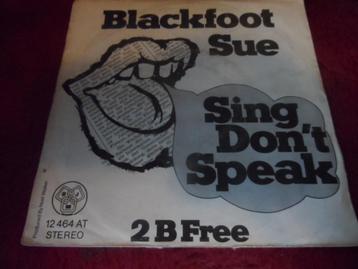 Blackfoot
Sue
Sing
Don't
Speak
12 464 AT
STEREO
2 B Free